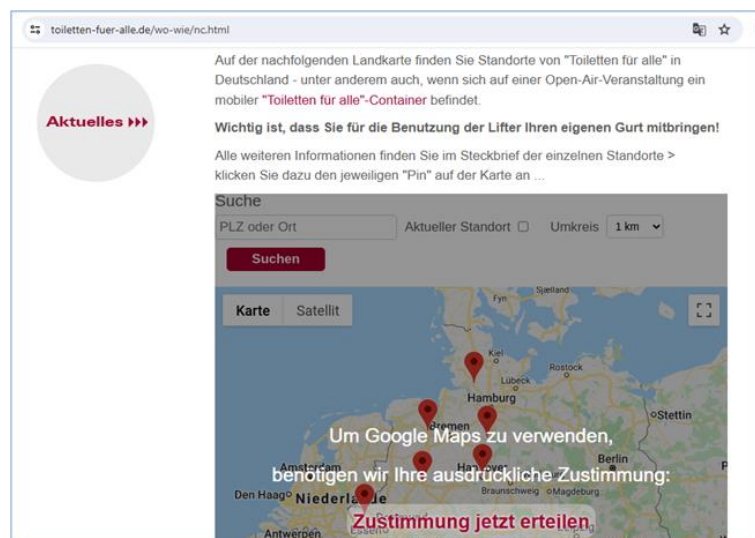 toiletten-fuer-alle.de/wo-wie/nc.html
Auf der nachfolgenden Landkarte finden Sie Standorte von "Toiletten für alle" in
Deutschland - unter anderem auch, wenn sich auf einer Open-Air-Veranstaltung ein
mobiler "Toiletten für alle"-Container befindet.
Aktuelles
Wichtig ist, dass Sie für die Benutzung der Lifter Ihren eigenen Gurt mitbringen!
Alle weiteren Informationen finden Sie im Steckbrief der einzelnen Standorte >
klicken Sie dazu den jeweiligen "Pin" auf der Karte an ...
Suche
PLZ oder Ort Aktueller Standort Umkreis 1 km
Suchen
Karte Satellit
Fyn Sjælland
Kiel
Rostock
Lübeck
Hamburg
Stettin
Bremen
Um Google Maps zu verwenden,
Berlin
Amsterdam Hannover
benötigen wir Ihre ausdrückliche Zustimmung:
Den Haag Niederlande Braunschweig Magdeburg
Dortmund
Zustimmung jetzt erteilen
Antwerpen Essen Leipzig